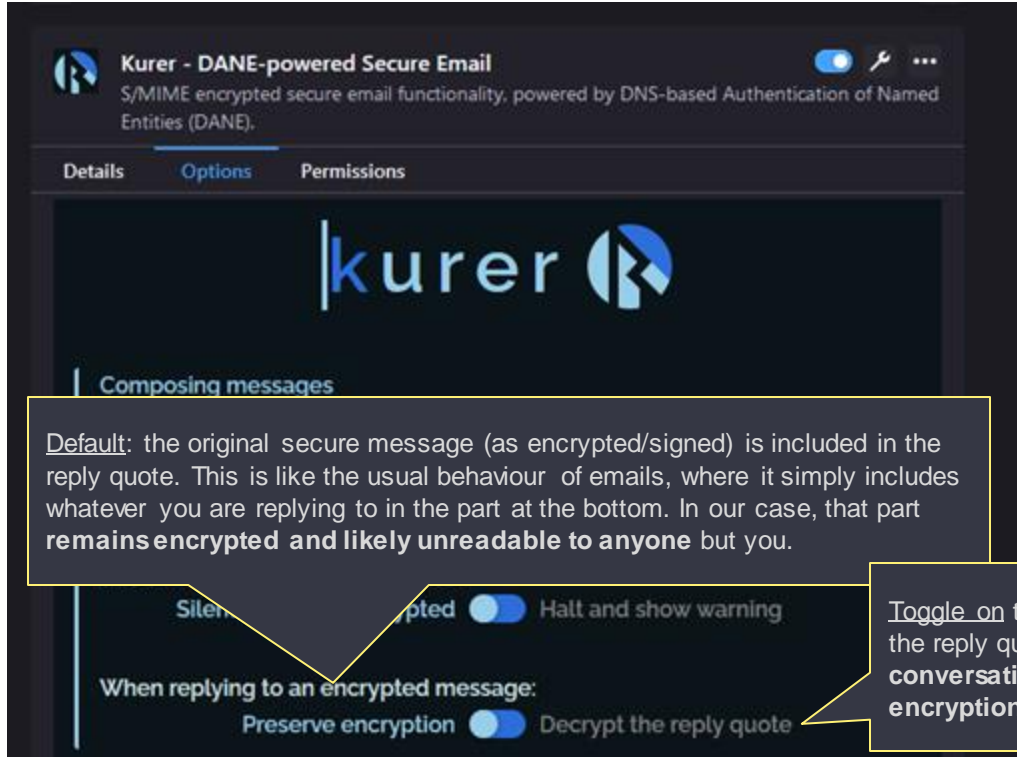 Kurer - DANE-powered Secure Email
S/MIME encrypted secure email functionality, powered by DNS-based Authentication of Named
Entities (DANE).
Details Options Permissions
kurer
Composing messages
Default: the original secure message (as encrypted/signed) is included in the
reply quote. This is like the usual behaviour of emails, where it simply includes
whatever you are replying to in the part at the bottom. In our case, that part
remains encrypted and likely unreadable to anyone but you.
Halt and show warning
Toggle on
the reply
When replying to an encrypted message:
Preserve encryption Decrypt the reply quote
encryption